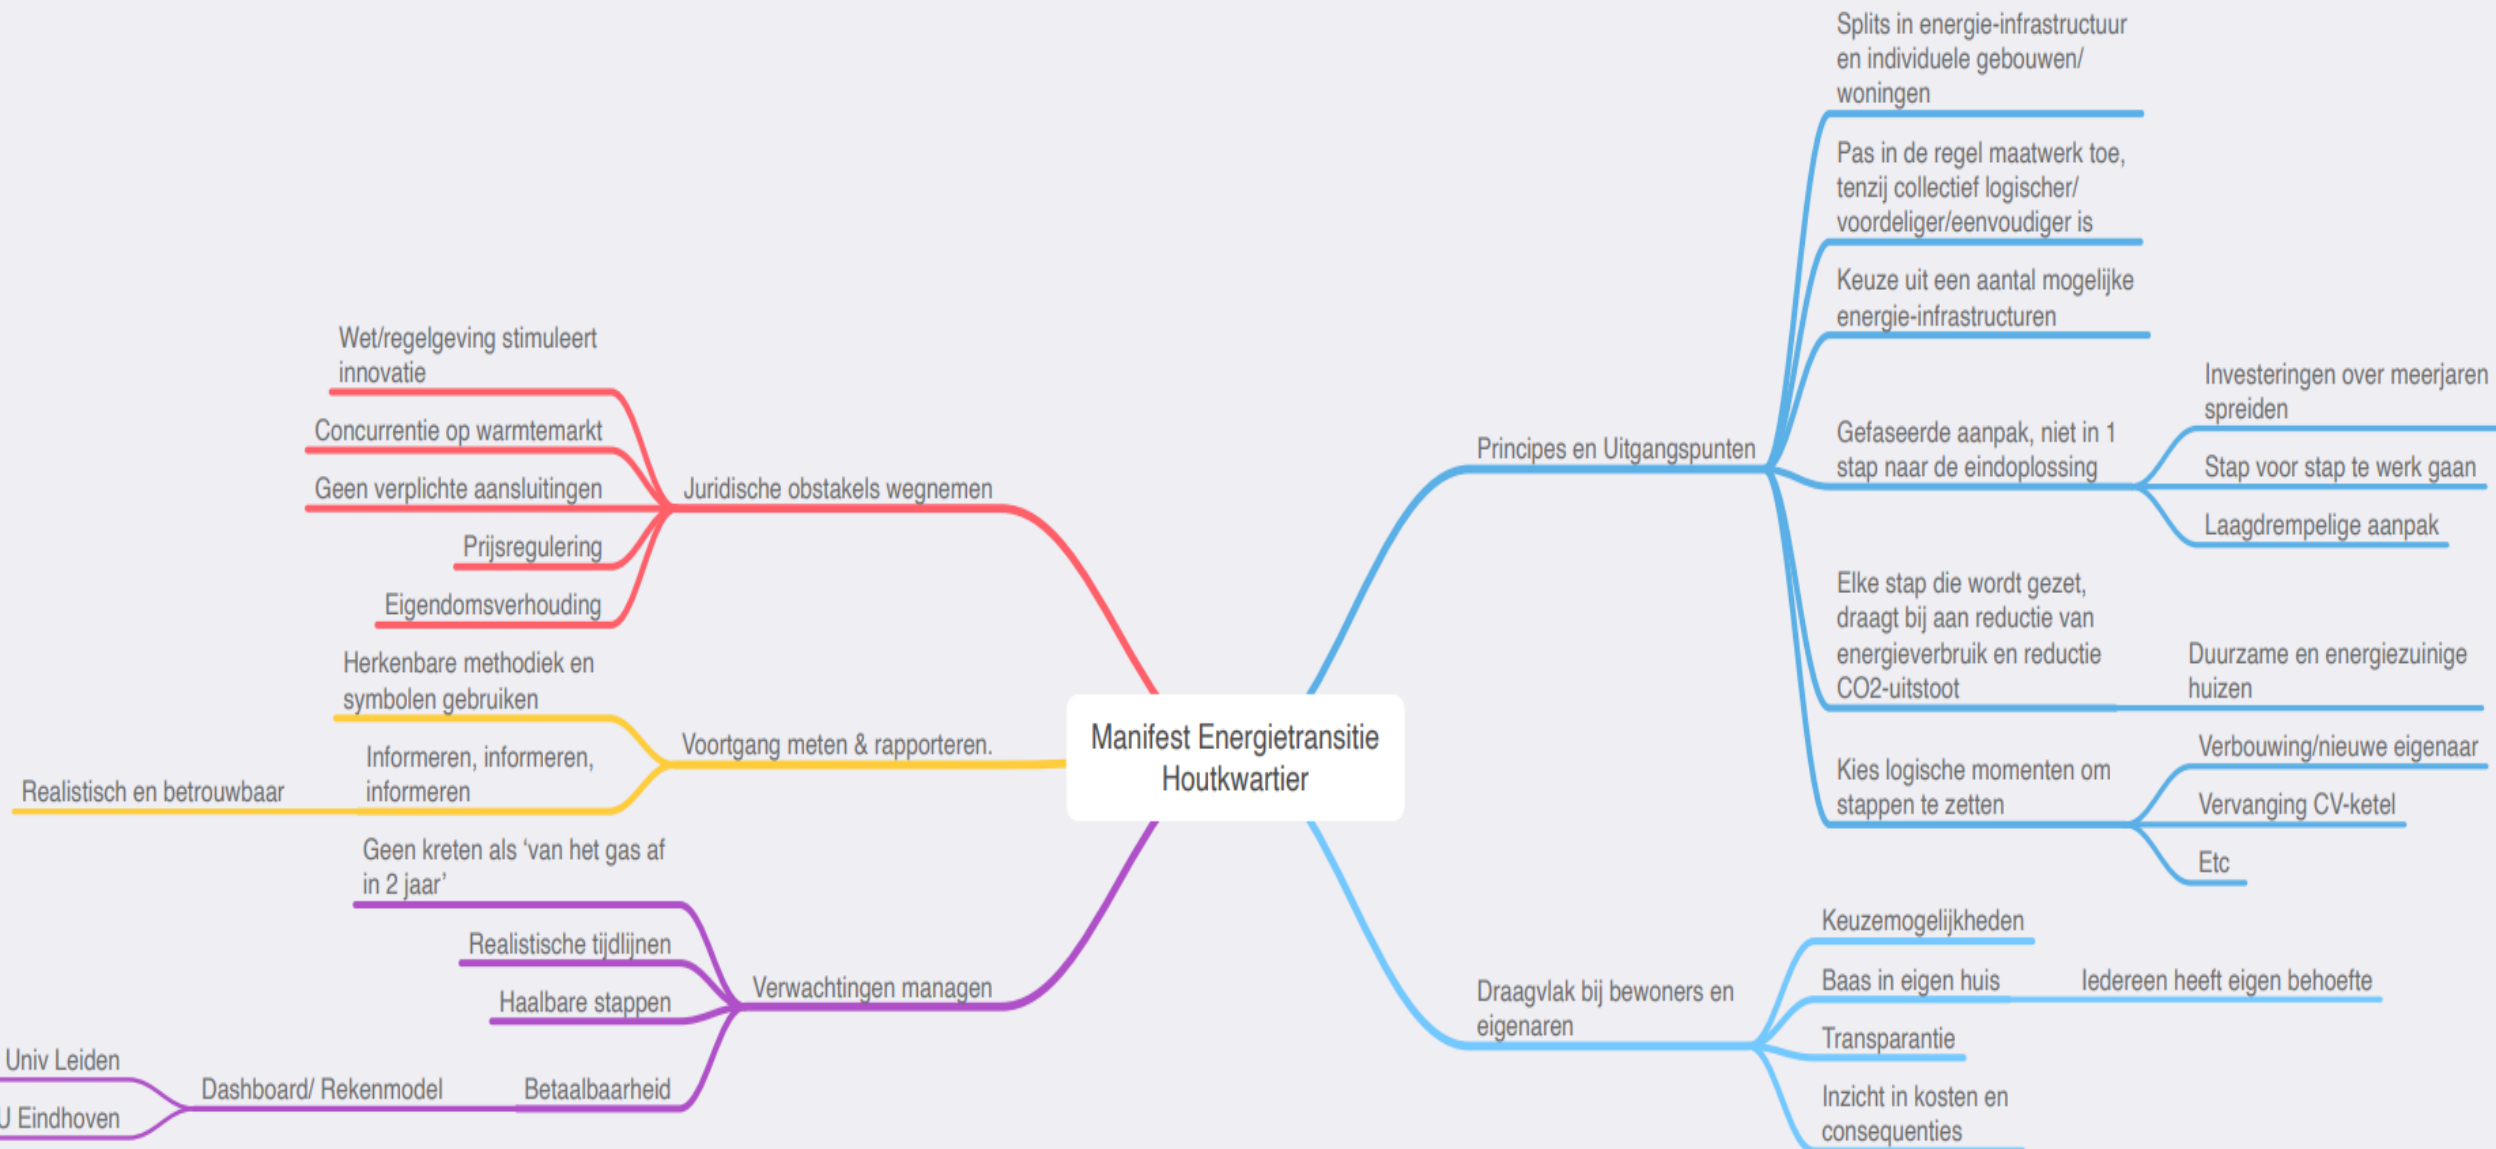 Manifest Energietransitie
Houtkwartier
Principes en Uitgangspunten
Splits in energie-infrastructuur
en individuele gebouwen/
woningen
Pas in de regel maatwerk toe,
tenzij collectief logischer/
voordeliger/eenvoudiger is
Keuze uit een aantal mogelijke
energie-infrastructuren
Gefaseerde aanpak, niet in 1
stap naar de eindoplossing
Investeringen over meerjaren
spreiden
Stap voor stap te werk gaan
Laagdrempelige aanpak
Elke stap die wordt gezet,
draagt bij aan reductie van
energieverbruik en reductie
CO2-uitstoot
Duurzame en energiezuinige
huizen
Kies logische momenten om
stappen te zetten
Verbouwing/nieuwe eigenaar
Vervanging CV-ketel
Etc
Draagvlak bij bewoners en
eigenaren
Keuzemogelijkheden
Baas in eigen huis
Iedereen heeft eigen behoefte
Transparantie
Inzicht in kosten en
consequenties
Juridische obstakels wegnemen
Wet/regelgeving stimuleert
innovatie
Concurrentie op warmtemarkt
Geen verplichte aansluitingen
Prijsregulering
Eigendomsverhouding
Voortgang meten & rapporteren.
Herkenbare methodiek en
symbolen gebruiken
Informeren, informeren,
informeren
Realistisch en betrouwbaar
Verwachtingen managen
Geen kreten als ‘van het gas af
in 2 jaar’
Realistische tijdlijnen
Haalbare stappen
Betaalbaarheid
Dashboard/ Rekenmodel
Univ Leiden
U Eindhoven